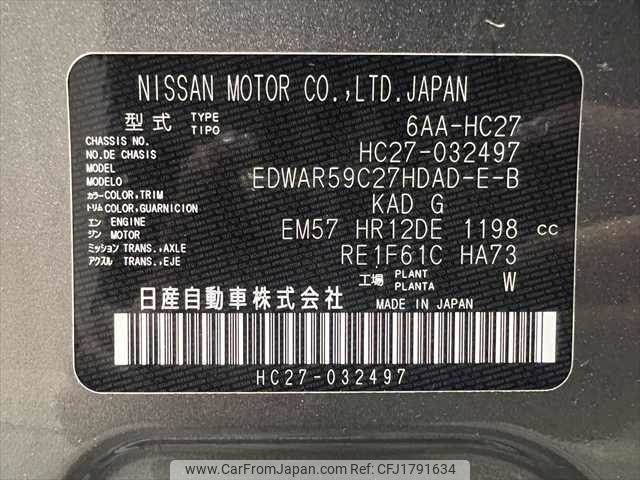 NISSAN MOTOR CO.,LTD.JAPAN
型式 TYPE TIPO 6AA-HC27
CHASSIS NO. NO.DE CHASIS HC27-032497
MODEL MODELO EDWAR59C27HDAD-E-B
カラー COLOR,TRIM トリム COLOR,GUARNICION KAD G
エン ENGINE ジン MOTOR EM57 HR12DE 1198 cc
ミッション TRANS.,AXLE アクスル TRANS.,EJE RE1F61C HA73
工場 PLANT PLANTA W
日産自動車株式会社 MADE IN JAPAN
HC27-032497
www.CarFromJapan.com | CarFromJapan | CFJ1791634